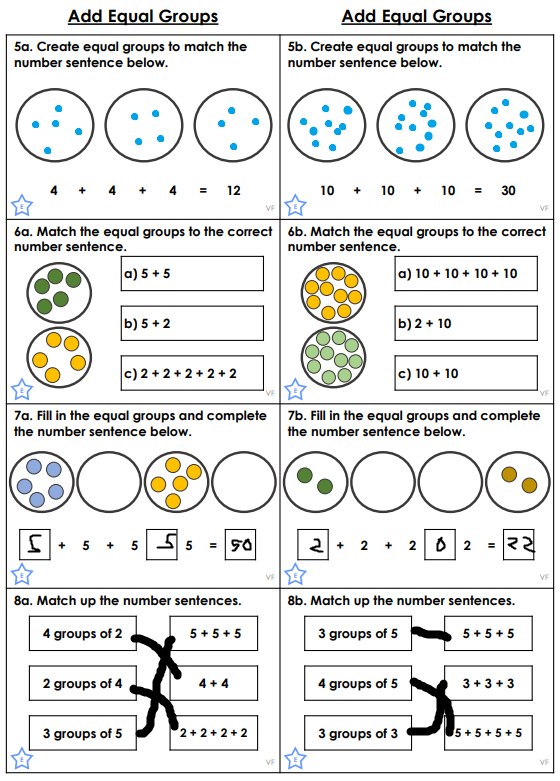 Add Equal Groups
Add Equal Groups
5a. Create equal groups to match the
number sentence below.
4 + 4 + 4 = 12
E
VF
5b. Create equal groups to match the
number sentence below.
10 + 10 + 10 = 30
E
VF
6a. Match the equal groups to the correct
number sentence.
a) 5 + 5
b) 5 + 2
c) 2 + 2 + 2 + 2 + 2
E
VF
6b. Match the equal groups to the correct
number sentence.
a) 10 + 10 + 10 + 10
b) 2 + 10
c) 10 + 10
E
VF
7a. Fill in the equal groups and complete
the number sentence below.
5 + 5 + 5 5 5 = 50
E
VF
7b. Fill in the equal groups and complete
the number sentence below.
2 + 2 + 2 0 2 = 22
E
VF
8a. Match up the number sentences.
4 groups of 2
5 + 5 + 5
2 groups of 4
4 + 4
3 groups of 5
2 + 2 + 2 + 2
E
VF
8b. Match up the number sentences.
3 groups of 5
5 + 5 + 5
4 groups of 5
3 + 3 + 3
3 groups of 3
5 + 5 + 5 + 5
E
VF